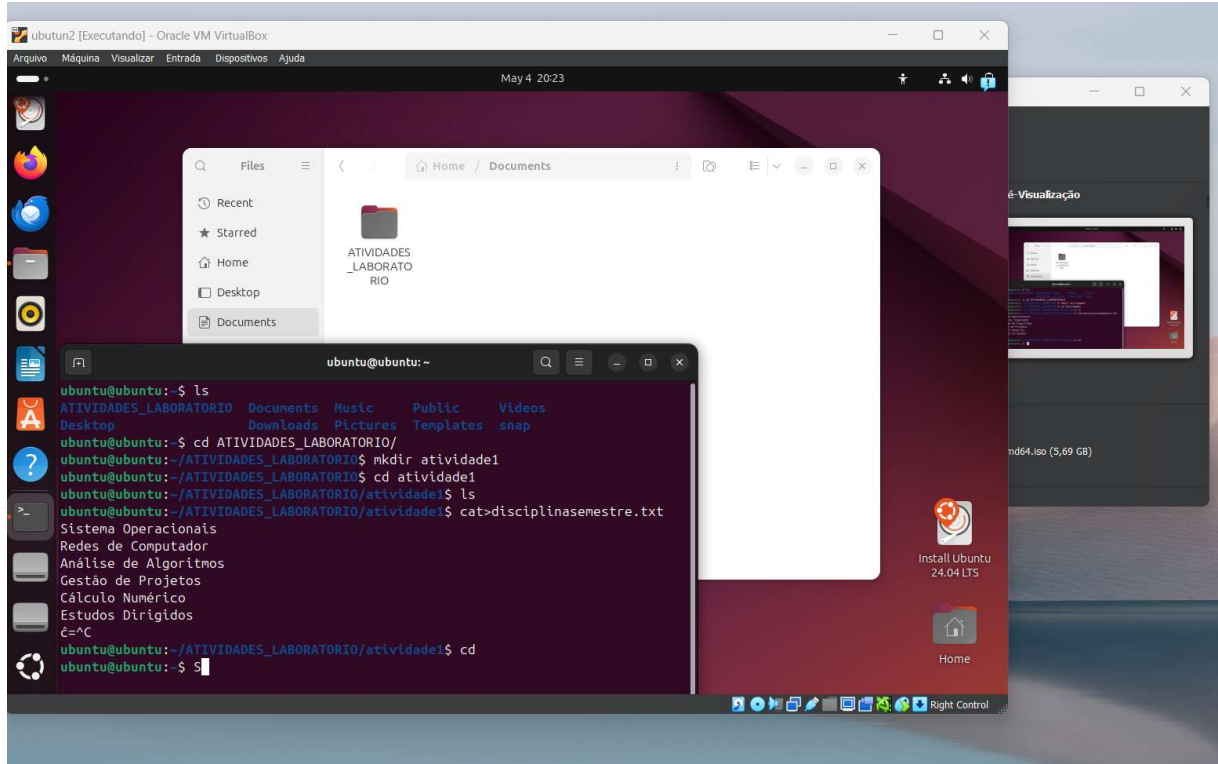 ubutun2 [Executando] - Oracle VM VirtualBox
Arquivo Máquina Visualizar Entrada Dispositivos Ajuda
May 4 20:23
Files
Home / Documents
Recent
Starred
Home
Desktop
Documents
ATIVIDADES
_LABORATO
RIO
é-Visualização
nd64.iso (5,69 GB)
ubuntu@ubuntu: ~
ubuntu@ubuntu:~$ ls
ATIVIDADES_LABORATORIO Documents Music Public Videos
Desktop Downloads Pictures Templates snap
ubuntu@ubuntu:~$ cd ATIVIDADES_LABORATORIO/
ubuntu@ubuntu:~/ATIVIDADES_LABORATORIO$ mkdir atividade1
ubuntu@ubuntu:~/ATIVIDADES_LABORATORIO$ cd atividade1
ubuntu@ubuntu:~/ATIVIDADES_LABORATORIO/atividade1$ ls
ubuntu@ubuntu:~/ATIVIDADES_LABORATORIO/atividade1$ cat>disciplinasemestre.txt
Sistema Operacionais
Redes de Computador
Análise de Algoritmos
Gestão de Projetos
Cálculo Numérico
Estudos Dirigidos
ĉ=^C
ubuntu@ubuntu:~/ATIVIDADES_LABORATORIO/atividade1$ cd
ubuntu@ubuntu:~$ S
Install Ubuntu
24.04 LTS
Home
Right Control